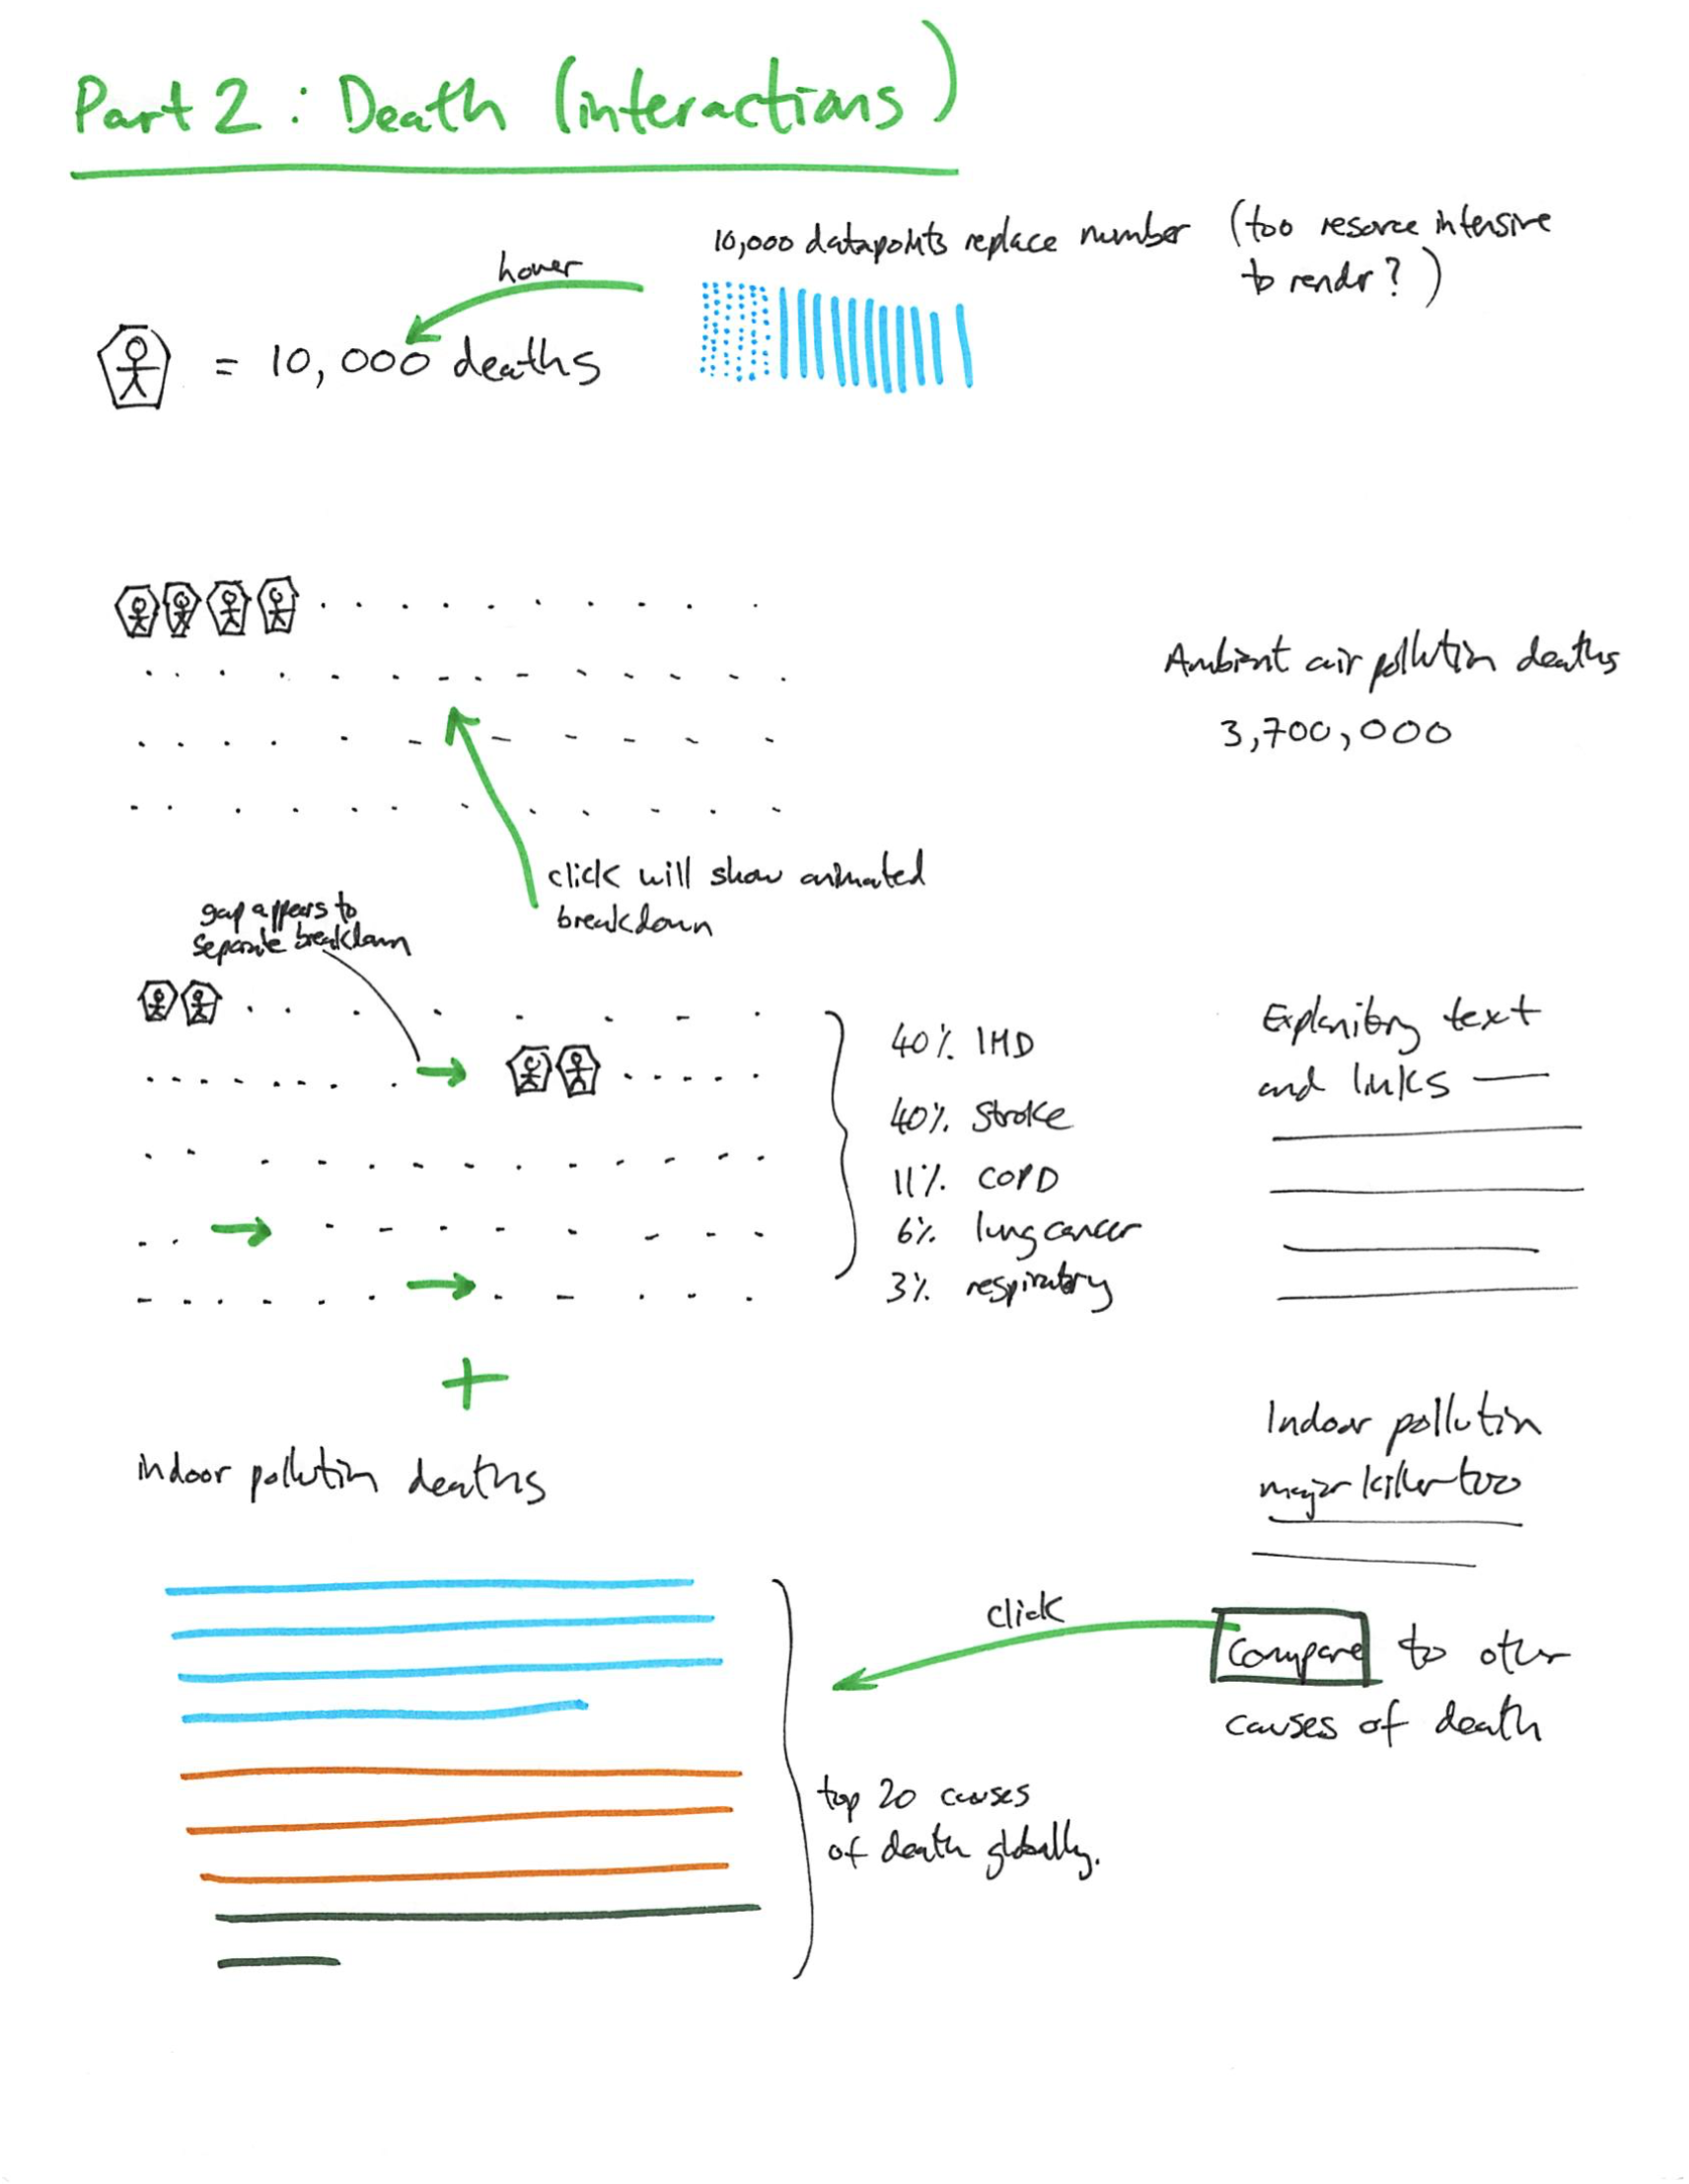 Part 2 : Death (interactions)
10,000 datapoints replace number (too resource intensive
to render?)
hover
= 10,000 deaths
Ambient air pollution deaths
3,700,000
click will show animated
breakdown
gap appears to
separate breakdown
40% IHD
40% Stroke
11% COPD
6% lung cancer
3% respiratory
Explanitory text
and links
+
indoor pollution deaths
Indoor pollution
major killer too
click
Compare to other
causes of death
top 20 causes
of death globally.